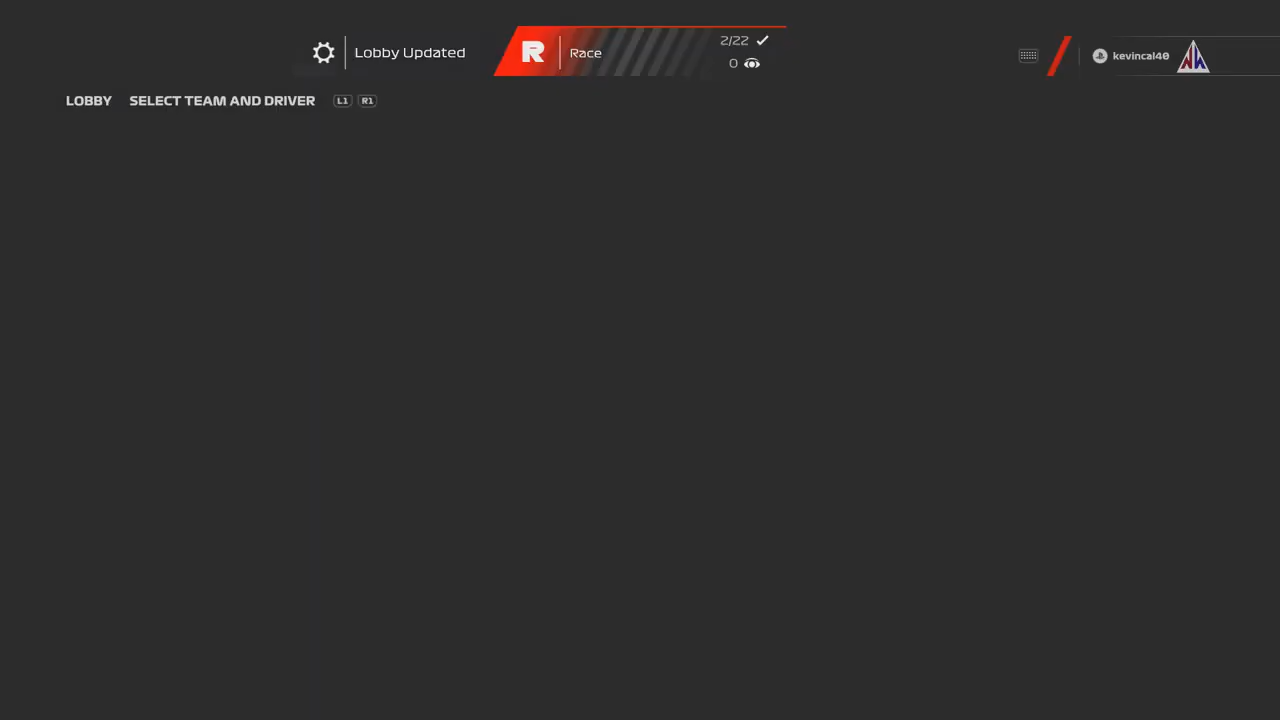 Lobby Updated
R
Race
2/22
0
kevincal40
LOBBY SELECT TEAM AND DRIVER L1 R1